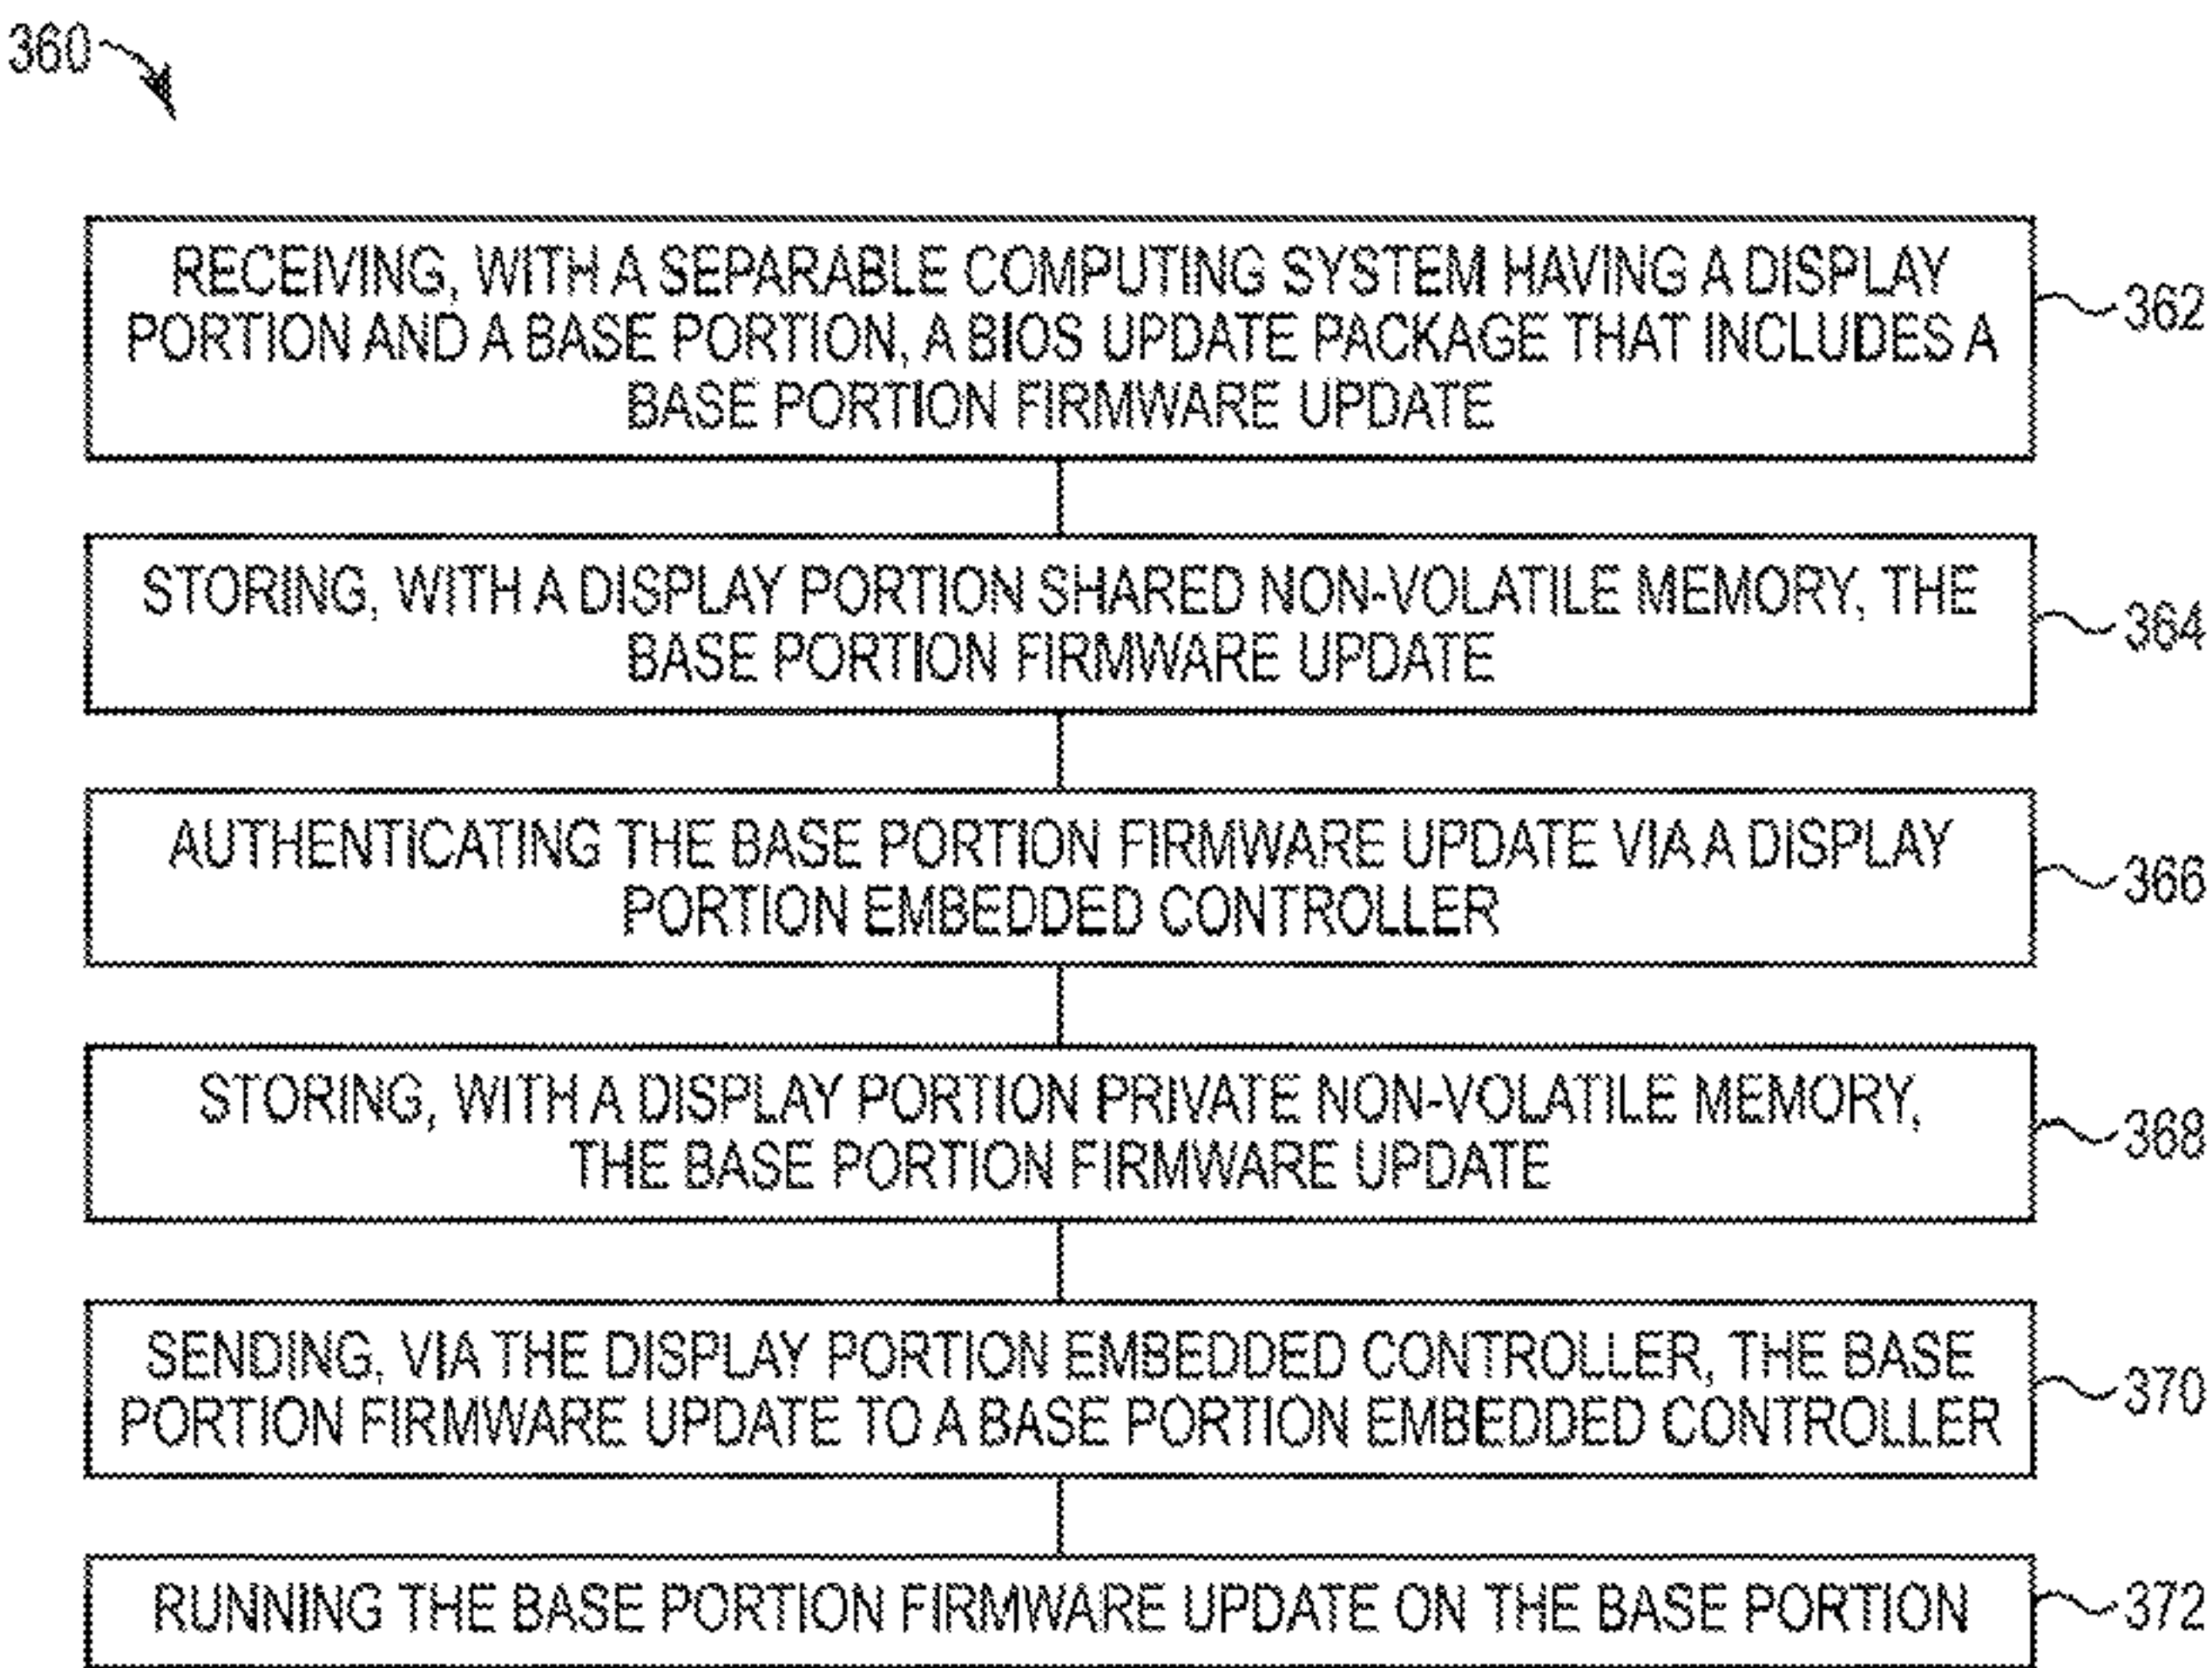 360
RECEIVING, WITH A SEPARABLE COMPUTING SYSTEM HAVING A DISPLAY
PORTION AND A BASE PORTION, A BIOS UPDATE PACKAGE THAT INCLUDES A
BASE PORTION FIRMWARE UPDATE
362
STORING, WITH A DISPLAY PORTION SHARED NON-VOLATILE MEMORY, THE
BASE PORTION FIRMWARE UPDATE
364
AUTHENTICATING THE BASE PORTION FIRMWARE UPDATE VIA A DISPLAY
PORTION EMBEDDED CONTROLLER
366
STORING, WITH A DISPLAY PORTION PRIVATE NON-VOLATILE MEMORY,
THE BASE PORTION FIRMWARE UPDATE
368
SENDING, VIA THE DISPLAY PORTION EMBEDDED CONTROLLER, THE BASE
PORTION FIRMWARE UPDATE TO A BASE PORTION EMBEDDED CONTROLLER
370
RUNNING THE BASE PORTION FIRMWARE UPDATE ON THE BASE PORTION
372